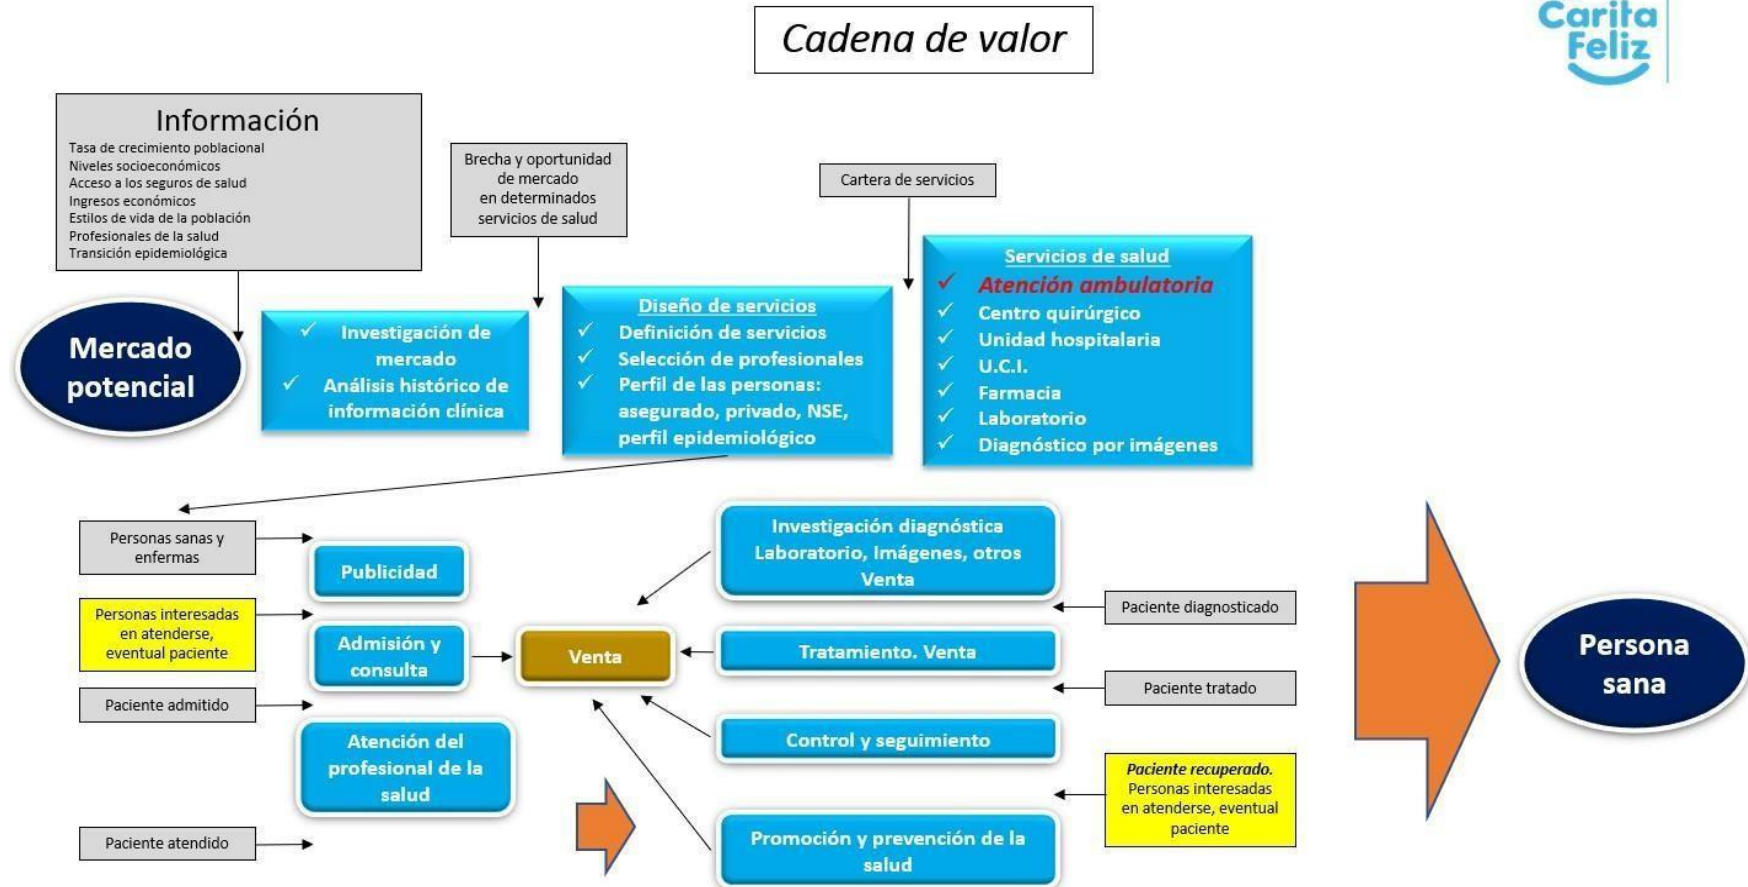 Cadena de valor
Carita
Feliz
Información
Tasa de crecimiento poblacional
Niveles socioeconómicos
Acceso a los seguros de salud
Ingresos económicos
Estilos de vida de la población
Profesionales de la salud
Transición epidemiológica
Brecha y oportunidad
de mercado
en determinados
servicios de salud
Cartera de servicios
Mercado
potencial
✓ Investigación de
mercado
✓ Análisis histórico de
información clínica
Diseño de servicios
✓ Definición de servicios
✓ Selección de profesionales
✓ Perfil de las personas:
asegurado, privado, NSE,
perfil epidemiológico
Servicios de salud
✓ Atención ambulatoria
✓ Centro quirúrgico
✓ Unidad hospitalaria
✓ U.C.I.
✓ Farmacia
✓ Laboratorio
✓ Diagnóstico por imágenes
Personas sanas y
enfermas
Publicidad
Personas interesadas
en atenderse,
eventual paciente
Admisión y
consulta
Paciente admitido
Atención del
profesional de la
salud
Paciente atendido
Venta
Investigación diagnóstica
Laboratorio, Imágenes, otros
Venta
Paciente diagnosticado
Tratamiento. Venta
Paciente tratado
Control y seguimiento
Paciente recuperado.
Personas interesadas
en atenderse, eventual
paciente
Promoción y prevención de la
salud
Persona
sana